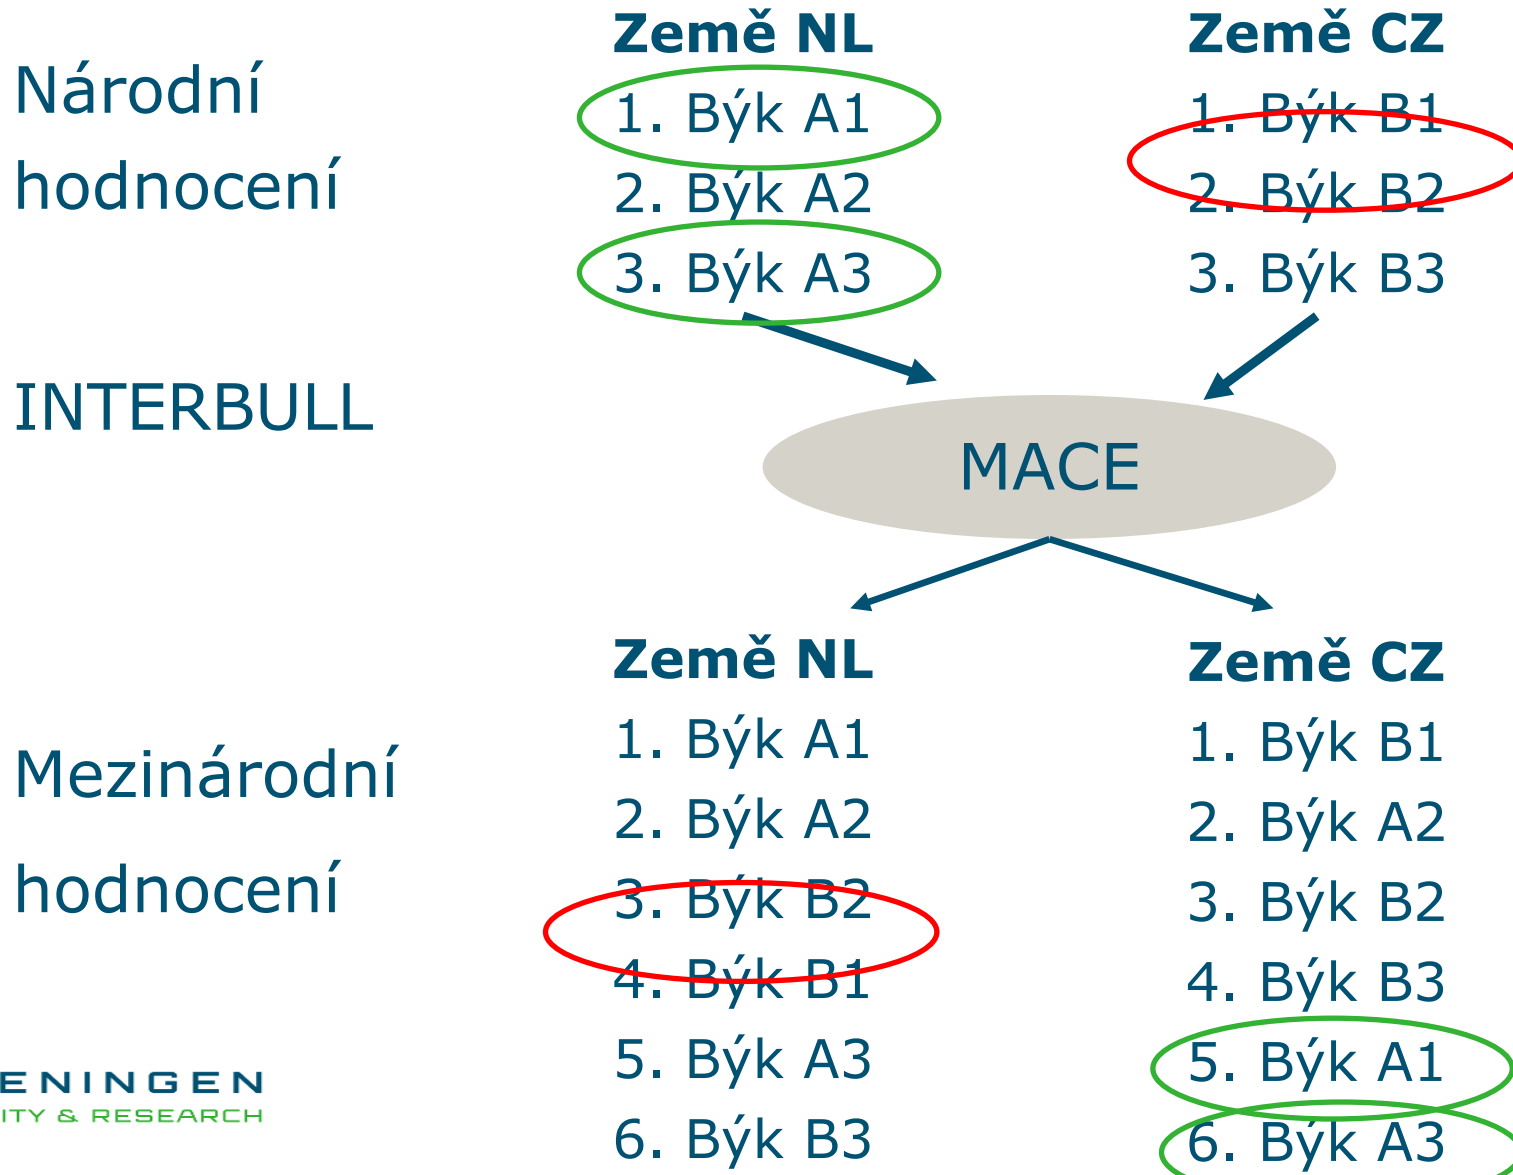 Národní
hodnocení
Země NL
1. Býk A1
2. Býk A2
3. Býk A3
Země CZ
1. Býk B1
2. Býk B2
3. Býk B3
INTERBULL
MACE
Mezinárodní
hodnocení
Země NL
1. Býk A1
2. Býk A2
3. Býk B2
4. Býk B1
5. Býk A3
6. Býk B3
Země CZ
1. Býk B1
2. Býk A2
3. Býk B2
4. Býk B3
5. Býk A1
6. Býk A3
ENINGEN
ITY & RESEARCH